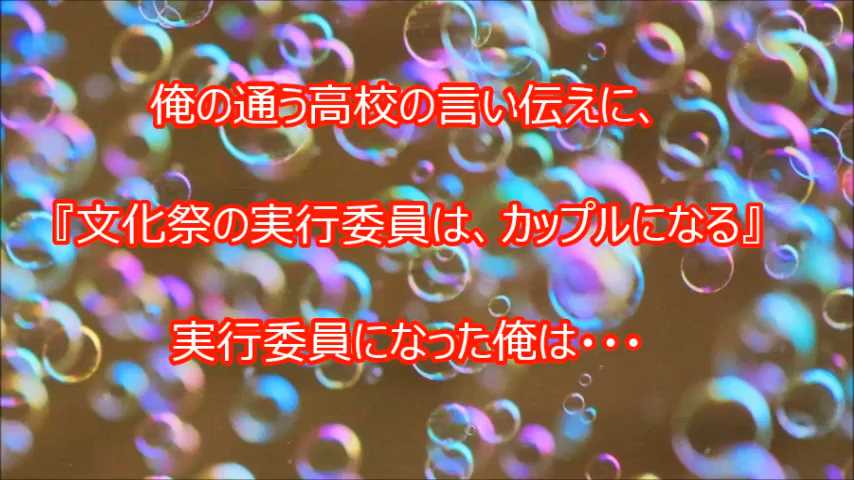 俺の通う高校の言い伝えに、
『文化祭の実行委員は、カップルになる』
実行委員になった俺は・・・